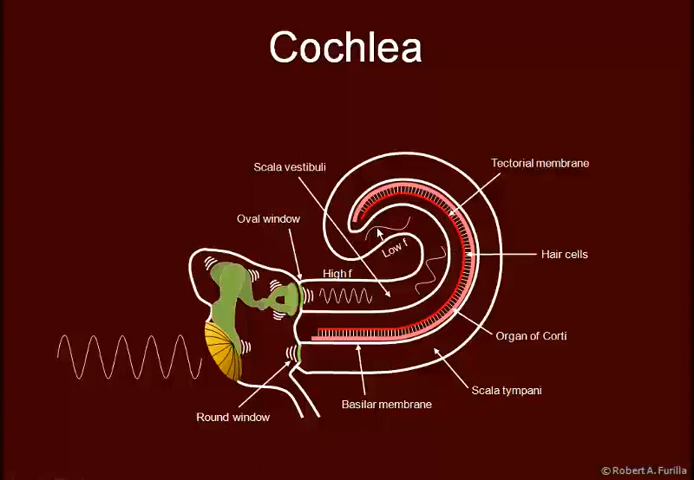 Cochlea
Scala vestibuli
Tectorial membrane
Oval window
Low f
Hair cells
High f
Organ of Corti
Scala tympani
Basilar membrane
Round window
©Robert A. Furilla